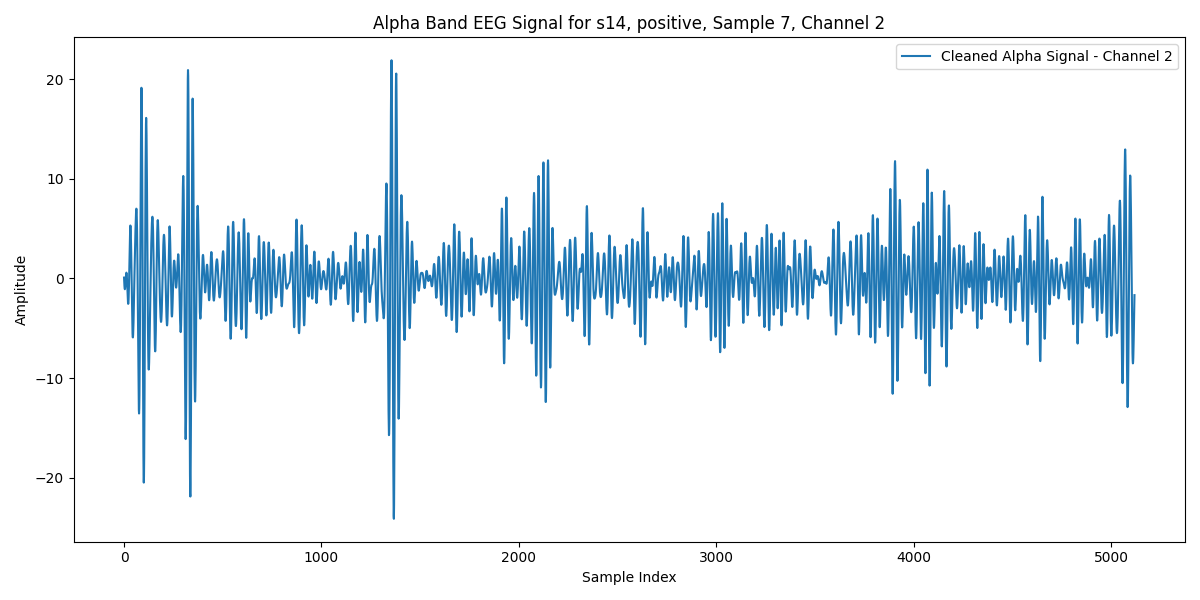 Alpha Band EEG Signal for s14, positive, Sample 7, Channel 2
Cleaned Alpha Signal - Channel 2
Amplitude
20
10
0
−10
−20
0 1000 2000 3000 4000 5000
Sample Index